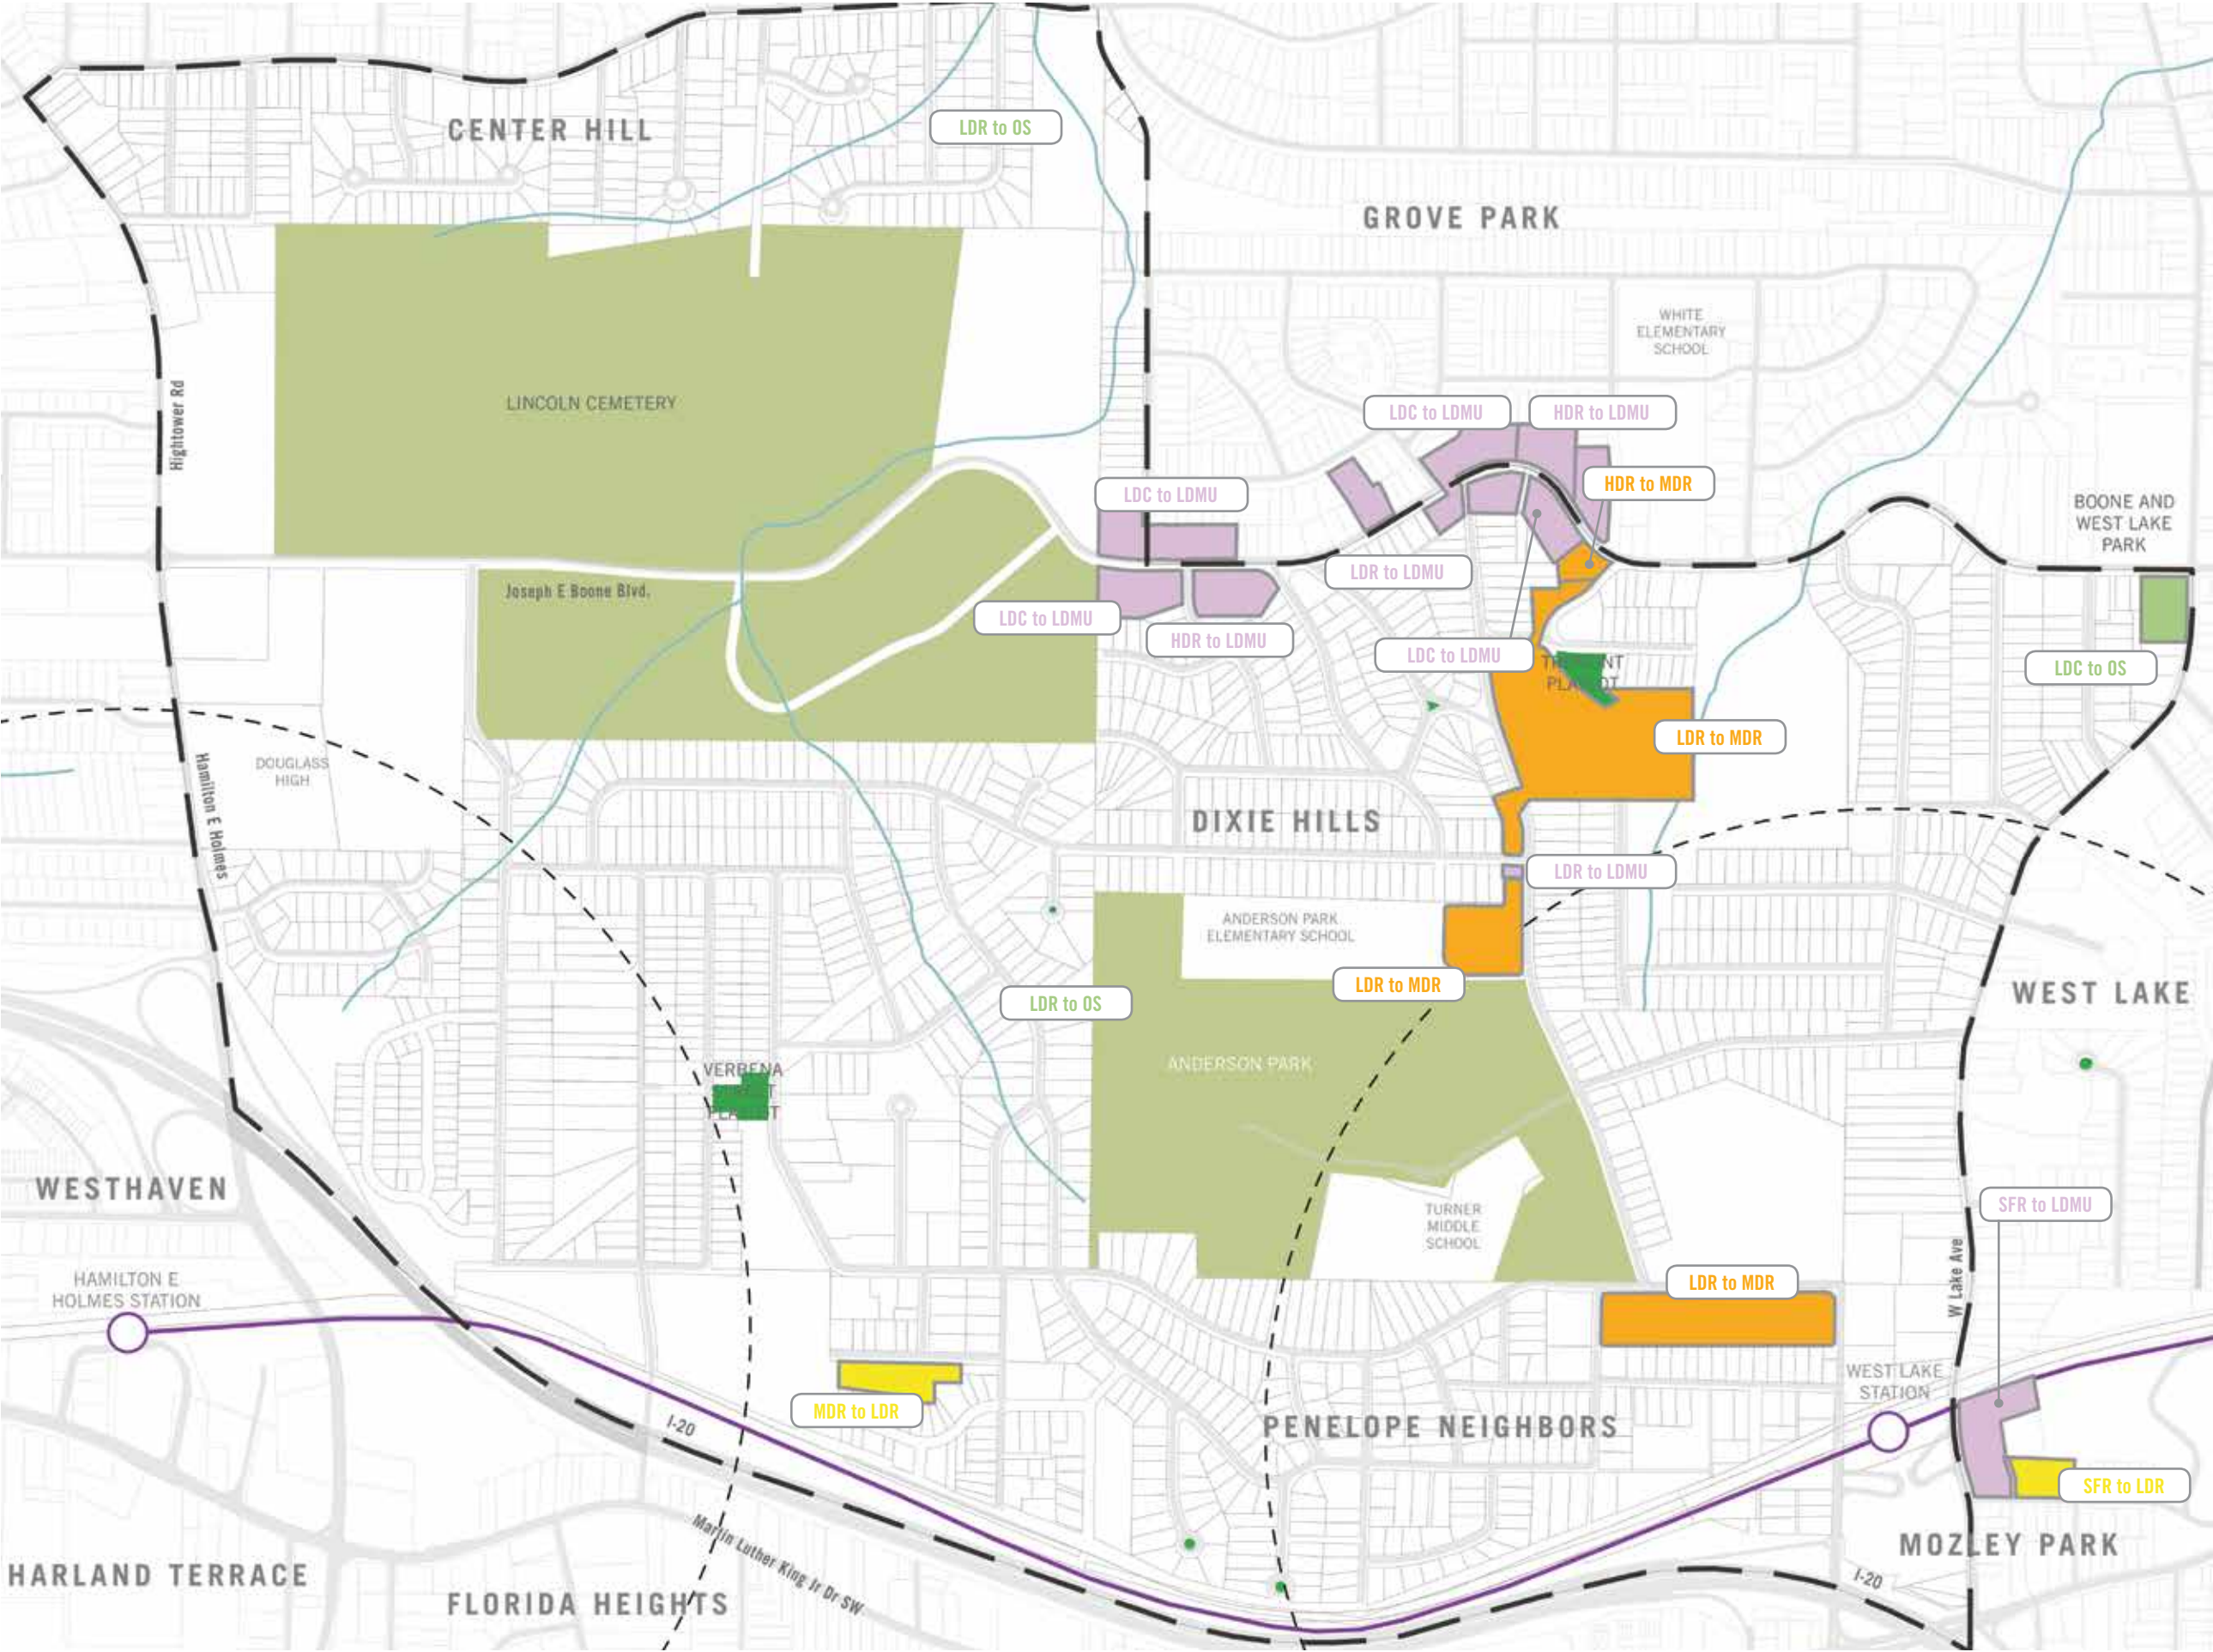 CENTER HILL
LDR to OS
GROVE PARK
WHITE
ELEMENTARY
SCHOOL
LINCOLN CEMETERY
Hightower Rd
LDC to LDMU
HDR to LDMU
HDR to MDR
LDC to LDMU
BOONE AND
WEST LAKE
PARK
LDR to LDMU
Joseph E Boone Blvd.
LDC to LDMU
HDR to LDMU
LDC to LDMU
LDC to OS
LDR to MDR
DOUGLASS
HIGH
Hamilton E Holmes
DIXIE HILLS
LDR to LDMU
ANDERSON PARK
ELEMENTARY SCHOOL
LDR to MDR
LDR to OS
WEST LAKE
ANDERSON PARK
VERBENA
WESTHAVEN
SFR to LDMU
TURNER
MIDDLE
SCHOOL
W Lake Ave
HAMILTON E
HOLMES STATION
LDR to MDR
WEST LAKE
STATION
MDR to LDR
I-20
PENELOPE NEIGHBORS
SFR to LDR
MOZLEY PARK
Martin Luther King Jr Dr SW
I-20
HARLAND TERRACE
FLORIDA HEIGHTS